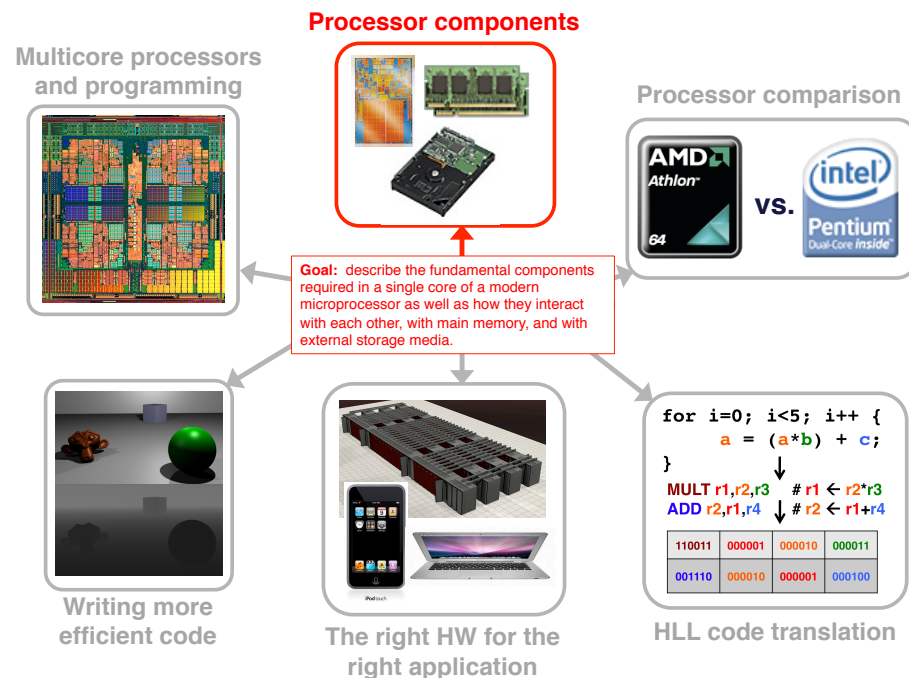 Processor components
Multicore processors
and programming
Processor comparison
AMD
Athlon™
64
vs.
intel
Pentium®
Dual-Core inside™
Goal: describe the fundamental components
required in a single core of a modern
microprocessor as well as how they interact
with each other, with main memory, and with
external storage media.
for i=0; i<5; i++ {
a = (a*b) + c;
}
MULT r1,r2,r3 # r1 ← r2*r3
ADD r2,r1,r4 # r2 ← r1+r4
110011 000001 000010 000011
001110 000010 000001 000100
iPod touch
Writing more
efficient code
The right HW for the
right application
HLL code translation